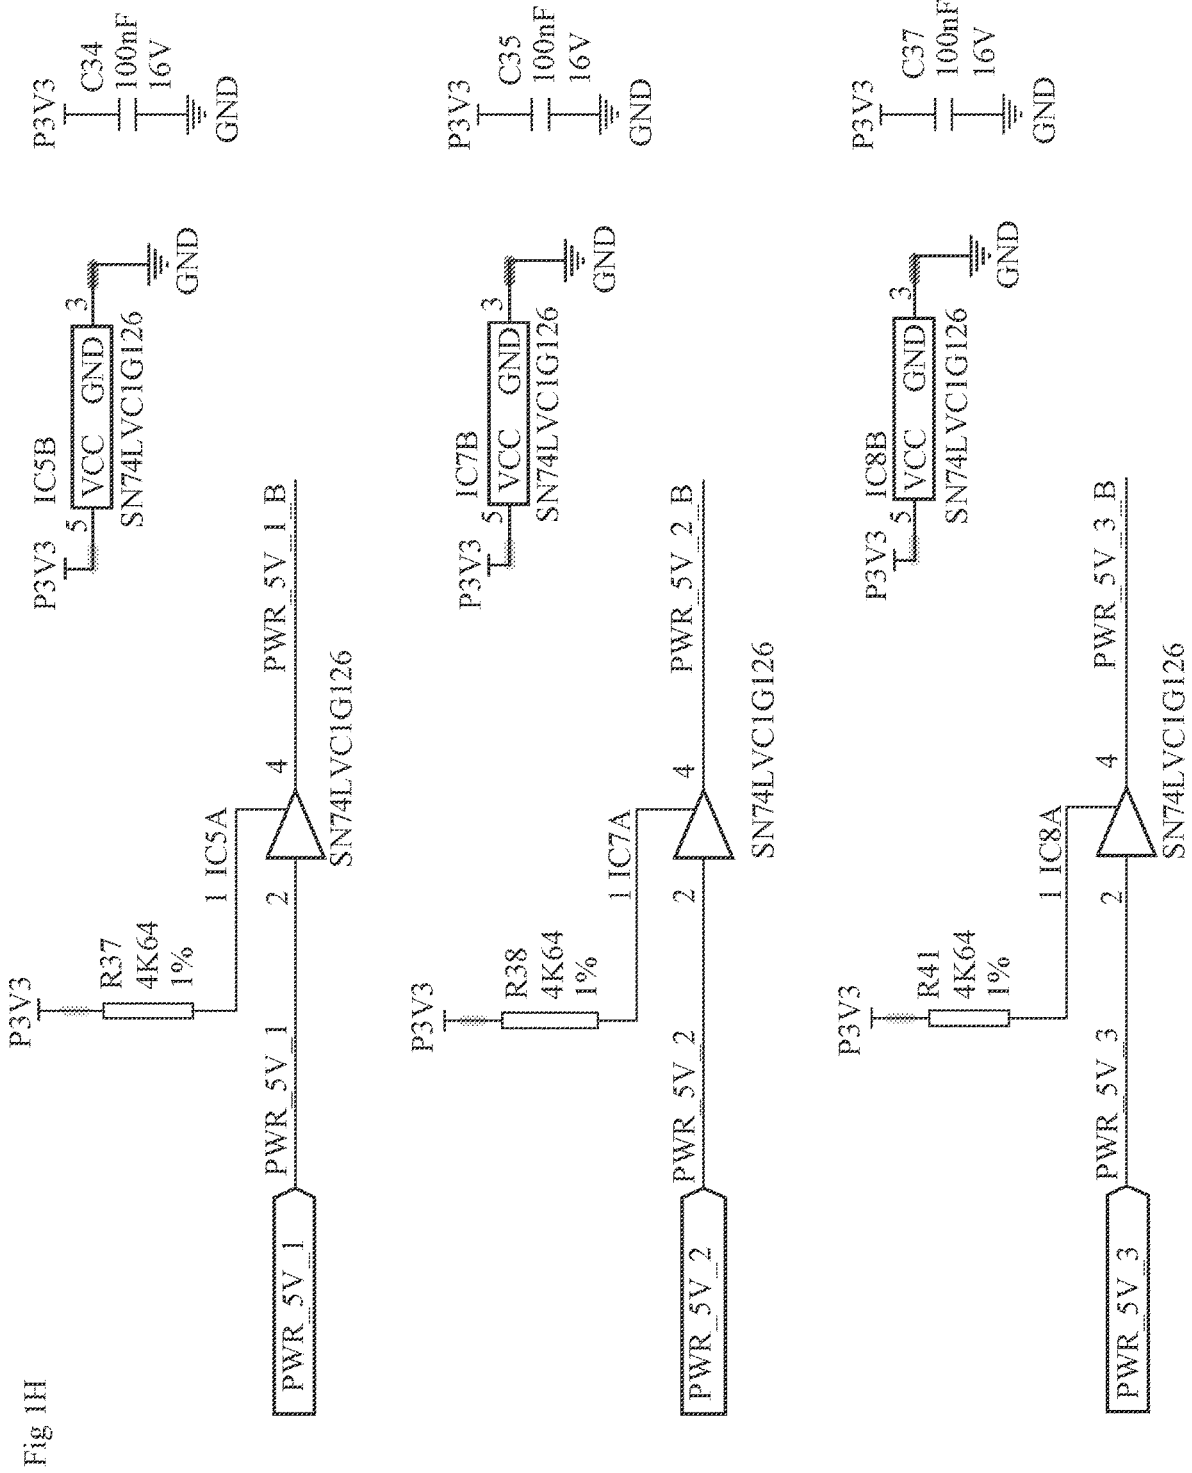 Fig 1H
P3V3
R37
4K64
1%
1 IC5A
PWR_5V_1
PWR_5V_1
2
4
PWR_5V_1_B
SN74LVC1G126
P3V3
IC5B
5
VCC GND
3
SN74LVC1G126
GND
P3V3
C34
100nF
16V
GND
P3V3
R38
4K64
1%
1 IC7A
PWR_5V_2
PWR_5V_2
2
4
PWR_5V_2_B
SN74LVC1G126
P3V3
IC7B
5
VCC GND
3
SN74LVC1G126
GND
P3V3
C35
100nF
16V
GND
P3V3
R41
4K64
1%
1 IC8A
PWR_5V_3
PWR_5V_3
2
4
PWR_5V_3_B
SN74LVC1G126
P3V3
IC8B
5
VCC GND
3
SN74LVC1G126
GND
P3V3
C37
100nF
16V
GND